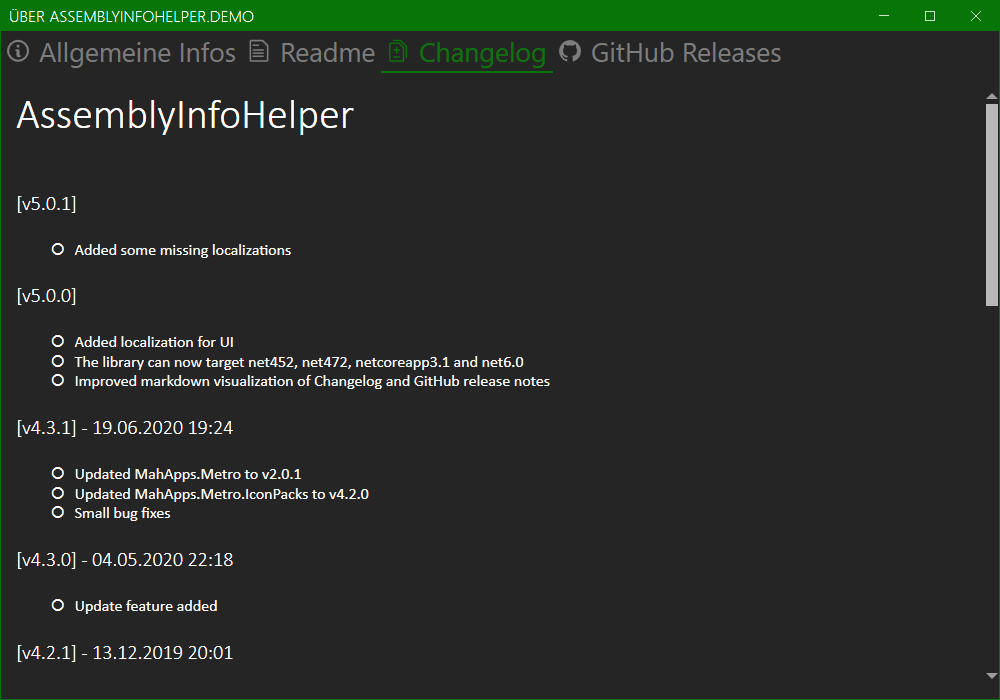 ÜBER ASSEMBLYINFOHELPER.DEMO
Allgemeine Infos Readme Changelog GitHub Releases
AssemblyInfoHelper
[v5.0.1]
Added some missing localizations
[v5.0.0]
Added localization for UI
The library can now target net452, net472, netcoreapp3.1 and net6.0
Improved markdown visualization of Changelog and GitHub release notes
[v4.3.1] - 19.06.2020 19:24
Updated MahApps.Metro to v2.0.1
Updated MahApps.Metro.IconPacks to v4.2.0
Small bug fixes
[v4.3.0] - 04.05.2020 22:18
Update feature added
[v4.2.1] - 13.12.2019 20:01